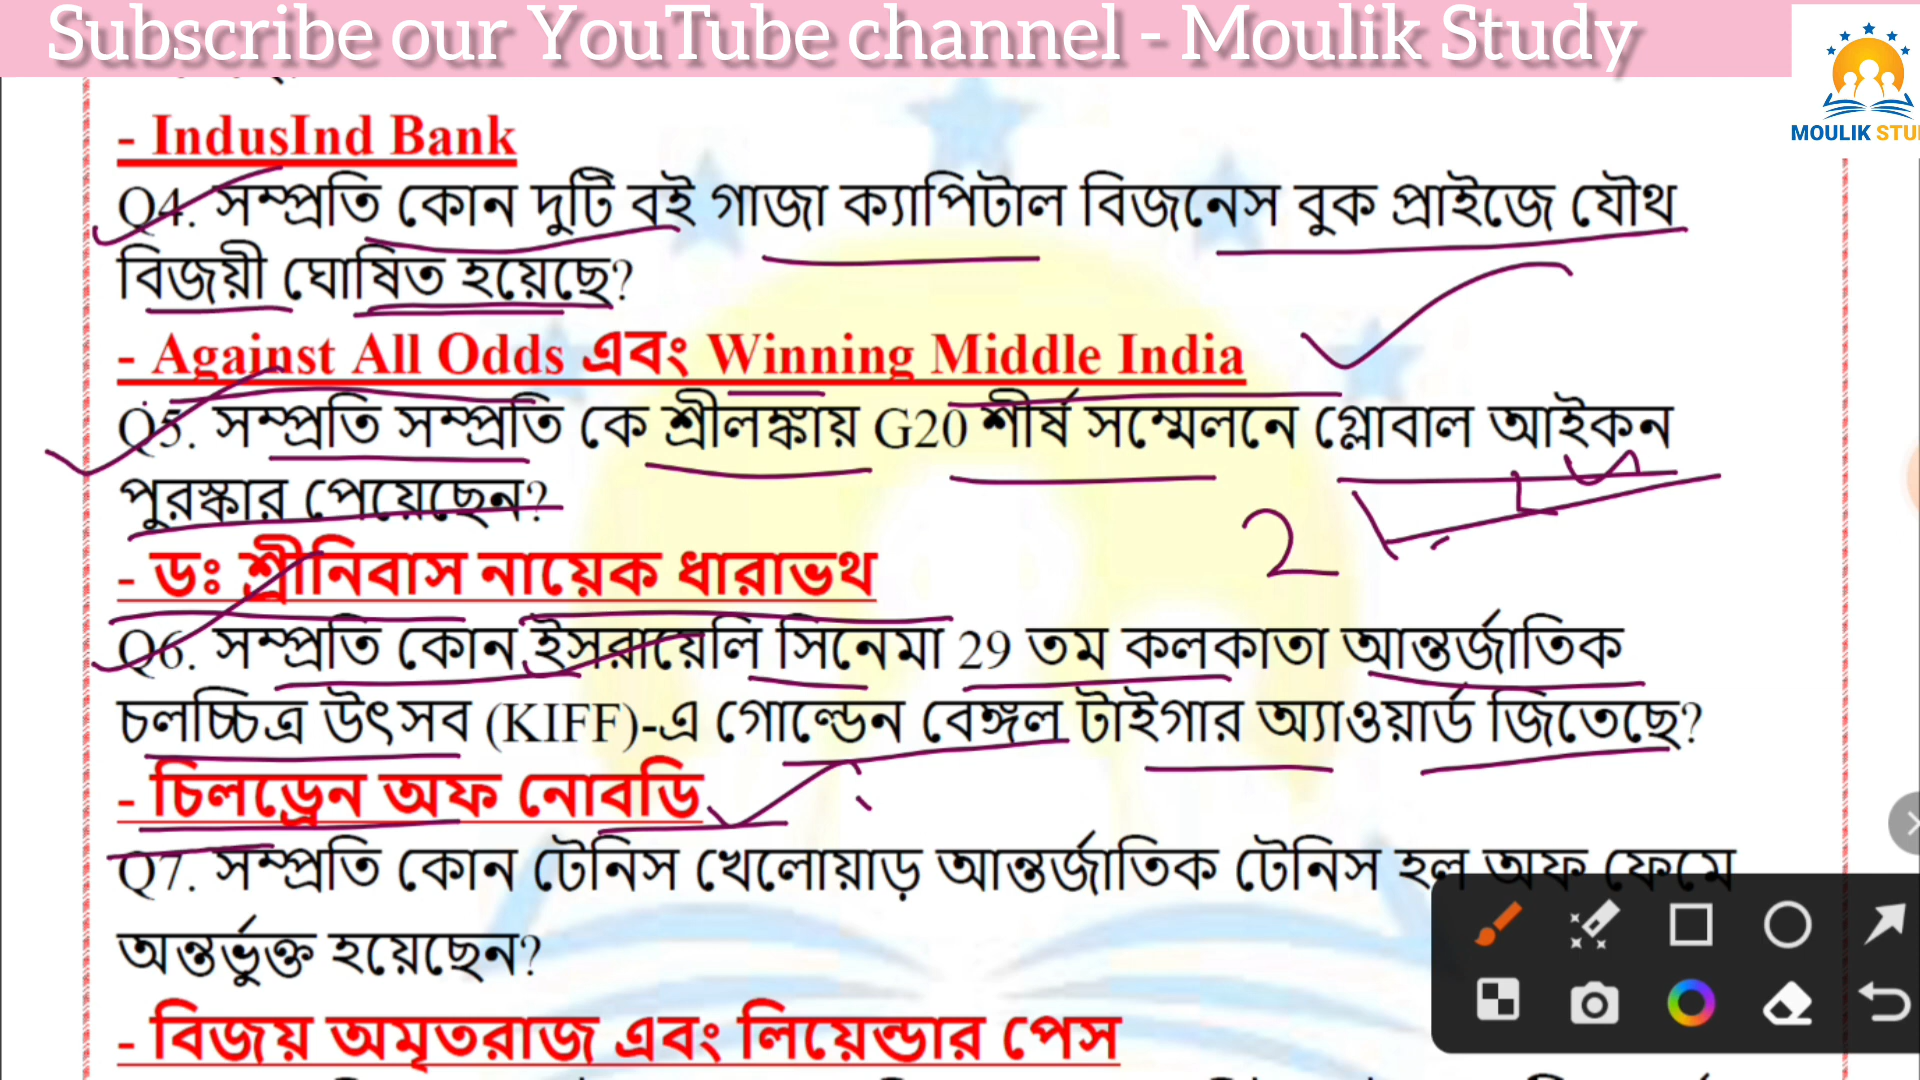 Subscribe our YouTube channel - Moulik Study
MOULIK STU
- IndusInd Bank
Q4. সম্প্রতি কোন দুটি বই গাজা ক্যাপিটাল বিজনেস বুক প্রাইজে যৌথ
বিজয়ী ঘোষিত হয়েছে?
- Against All Odds এবং Winning Middle India
Q5. সম্প্রতি সম্প্রতি কে শ্রীলঙ্কায় G20 শীর্ষ সম্মেলনে গ্লোবাল আইকন
পুরস্কার পেয়েছেন?
2
- ডঃ শ্রীনিবাস নায়েক ধারাভথ
Q6. সম্প্রতি কোন ইসরায়েলি সিনেমা 29 তম কলকাতা আন্তর্জাতিক
চলচ্চিত্র উৎসব (KIFF)-এ গোল্ডেন বেঙ্গল টাইগার অ্যাওয়ার্ড জিতেছে?
- চিলড্রেন অফ নোবডি
Q7. সম্প্রতি কোন টেনিস খেলোয়াড় আন্তর্জাতিক টেনিস হল অফ ফেমে
অন্তর্ভুক্ত হয়েছেন?
- বিজয় অমৃতরাজ এবং লিয়েন্ডার পেস